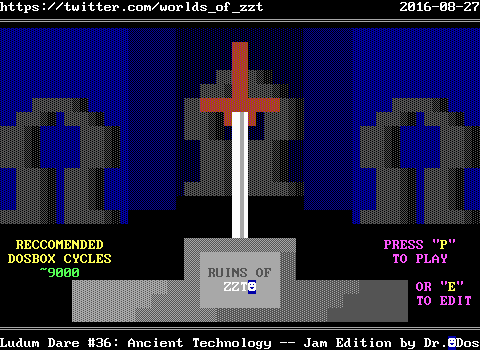 https://twitter.com/worlds_of_zzt 2016-08-27
RECCOMENDED
DOSBOX CYCLES
~9000
RUINS OF
ZZT☻
PRESS "P"
TO PLAY
OR "E"
TO EDIT
Ludum Dare #36: Ancient Technology -- Jam Edition by Dr.☻Dos